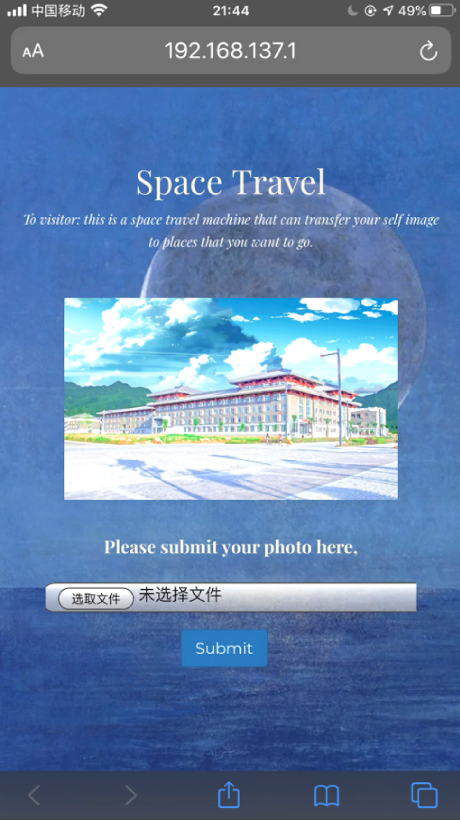 中国移动 21:44 49%
AA 192.168.137.1
Space Travel
To visitor: this is a space travel machine that can transfer your self image
to places that you want to go.
Please submit your photo here,
选取文件 未选择文件
Submit